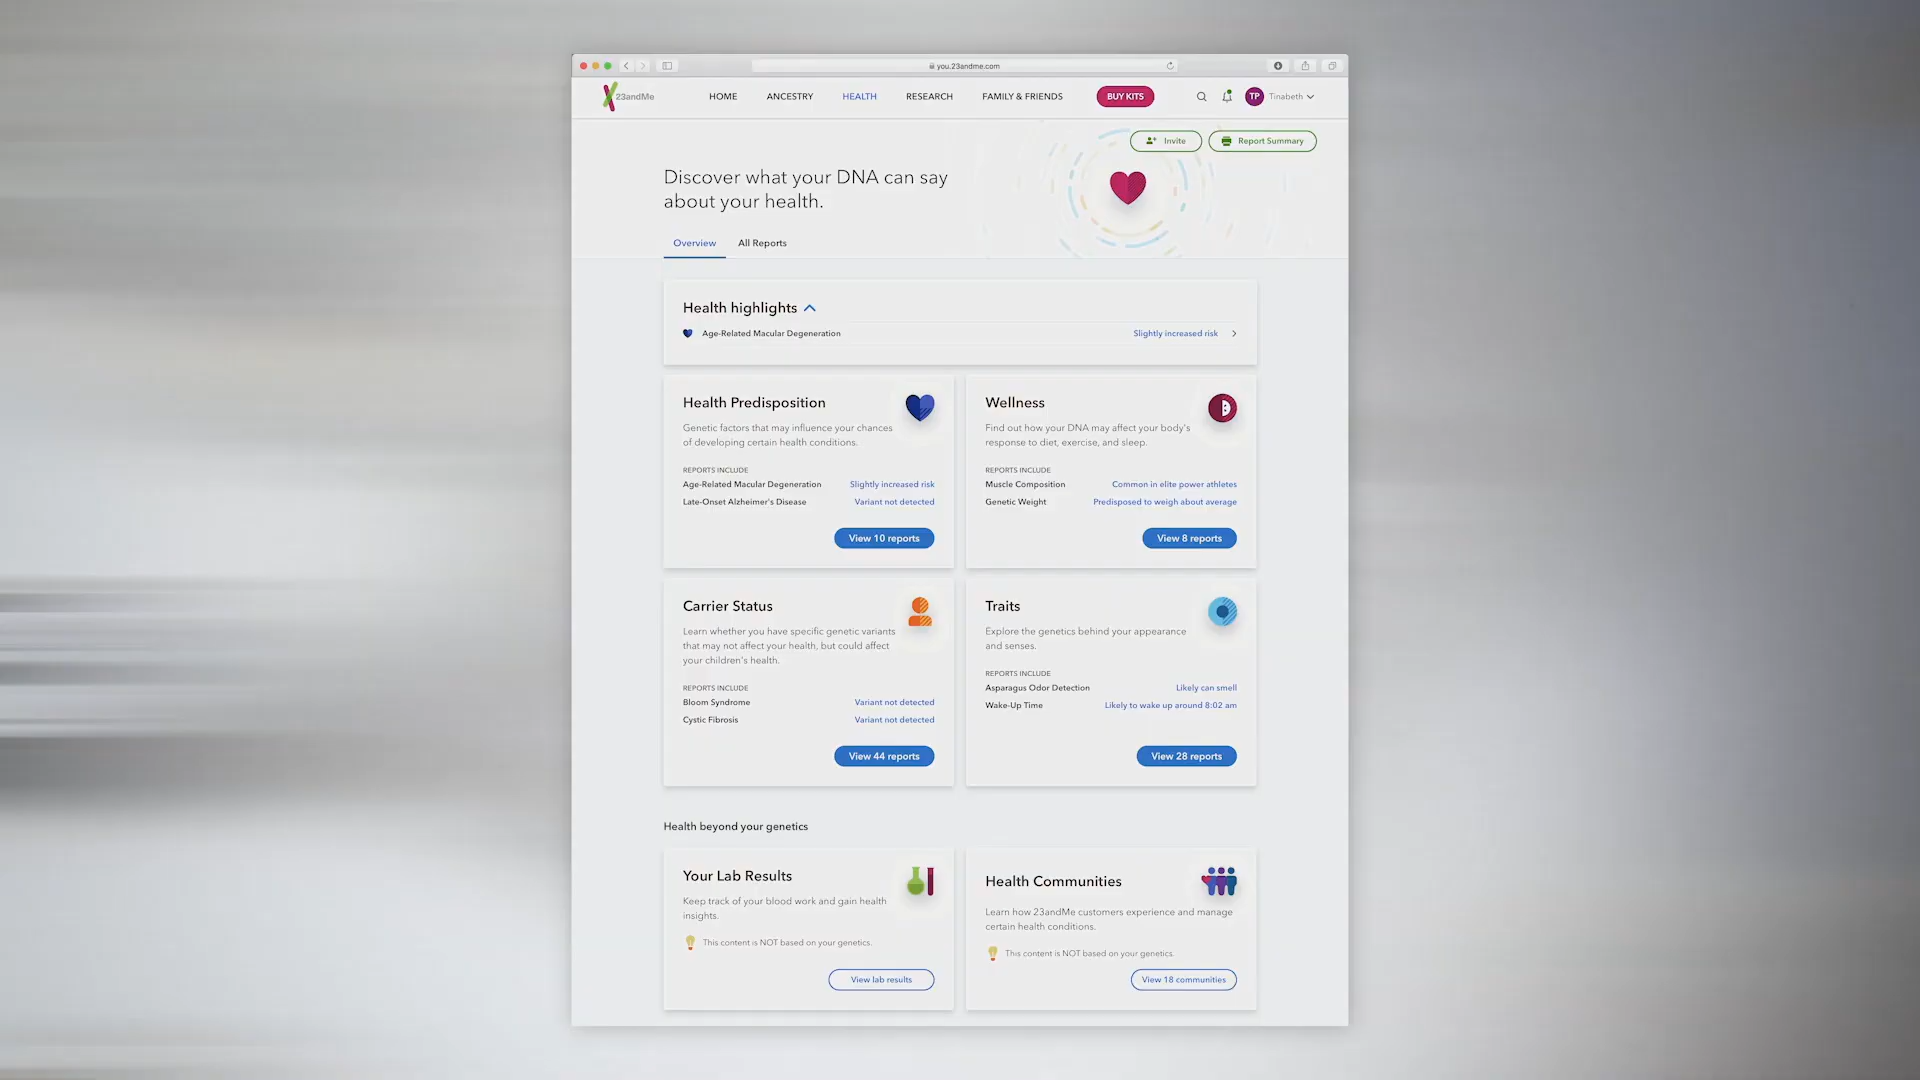 you.23andme.com
23andMe
HOME
ANCESTRY
HEALTH
RESEARCH
FAMILY & FRIENDS
BUY KITS
TP
Tinabeth
Invite
Report Summary
Discover what your DNA can say
about your health.
Overview
All Reports
Health highlights
Age-Related Macular Degeneration
Slightly increased risk
Health Predisposition
Genetic factors that may influence your chances
of developing certain health conditions.
REPORTS INCLUDE
Age-Related Macular Degeneration
Slightly increased risk
Late-Onset Alzheimer's Disease
Variant not detected
View 10 reports
Wellness
Find out how your DNA may affect your body's
response to diet, exercise, and sleep.
REPORTS INCLUDE
Muscle Composition
Common in elite power athletes
Genetic Weight
Predisposed to weigh about average
View 8 reports
Carrier Status
Learn whether you have specific genetic variants
that may not affect your health, but could affect
your children's health.
REPORTS INCLUDE
Bloom Syndrome
Variant not detected
Cystic Fibrosis
Variant not detected
View 44 reports
Traits
Explore the genetics behind your appearance
and senses.
REPORTS INCLUDE
Asparagus Odor Detection
Likely can smell
Wake-Up Time
Likely to wake up around 8:02 am
View 28 reports
Health beyond your genetics
Your Lab Results
Keep track of your blood work and gain health
insights.
This content is NOT based on your genetics.
View lab results
Health Communities
Learn how 23andMe customers experience and manage
certain health conditions.
This content is NOT based on your genetics.
View 18 communities